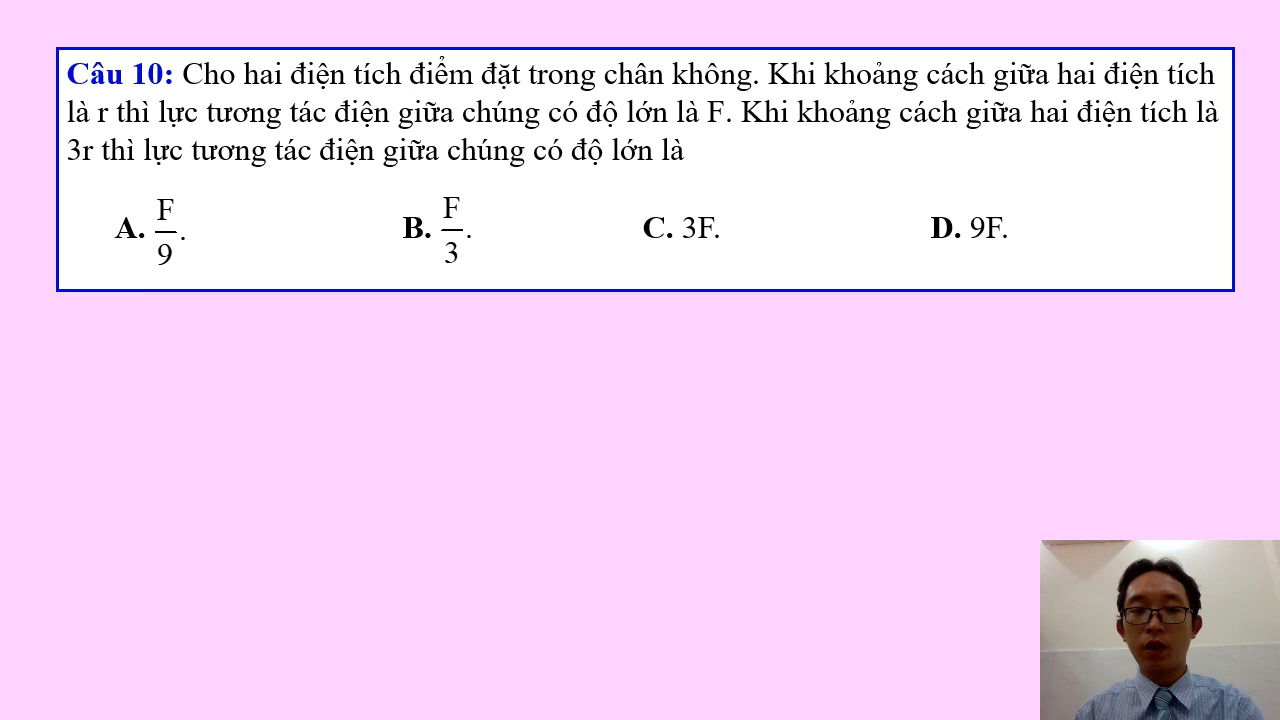 Câu 10: Cho hai điện tích điểm đặt trong chân không. Khi khoảng cách giữa hai điện tích
là r thì lực tương tác điện giữa chúng có độ lớn là F. Khi khoảng cách giữa hai điện tích là
3r thì lực tương tác điện giữa chúng có độ lớn là
A. F/9. B. F/3. C. 3F. D. 9F.